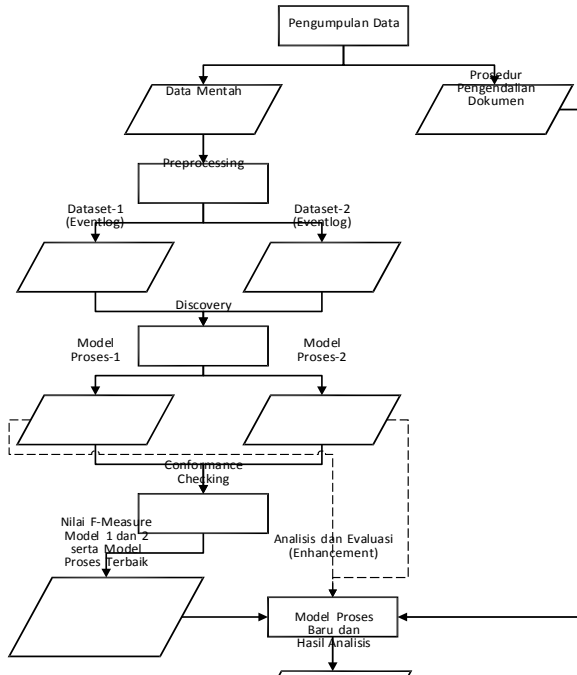 Pengumpulan Data
Data Mentah
Prosedur
Pengendalian
Dokumen
Preprocessing
Dataset-1
(Eventlog)
Dataset-2
(Eventlog)
Discovery
Model
Proses-1
Model
Proses-2
Conformance
Checking
Nilai F-Measure
Model 1 dan 2
serta Model
Proses Terbaik
Analisis dan Evaluasi
(Enhancement)
Model Proses
Baru dan
Hasil Analisis